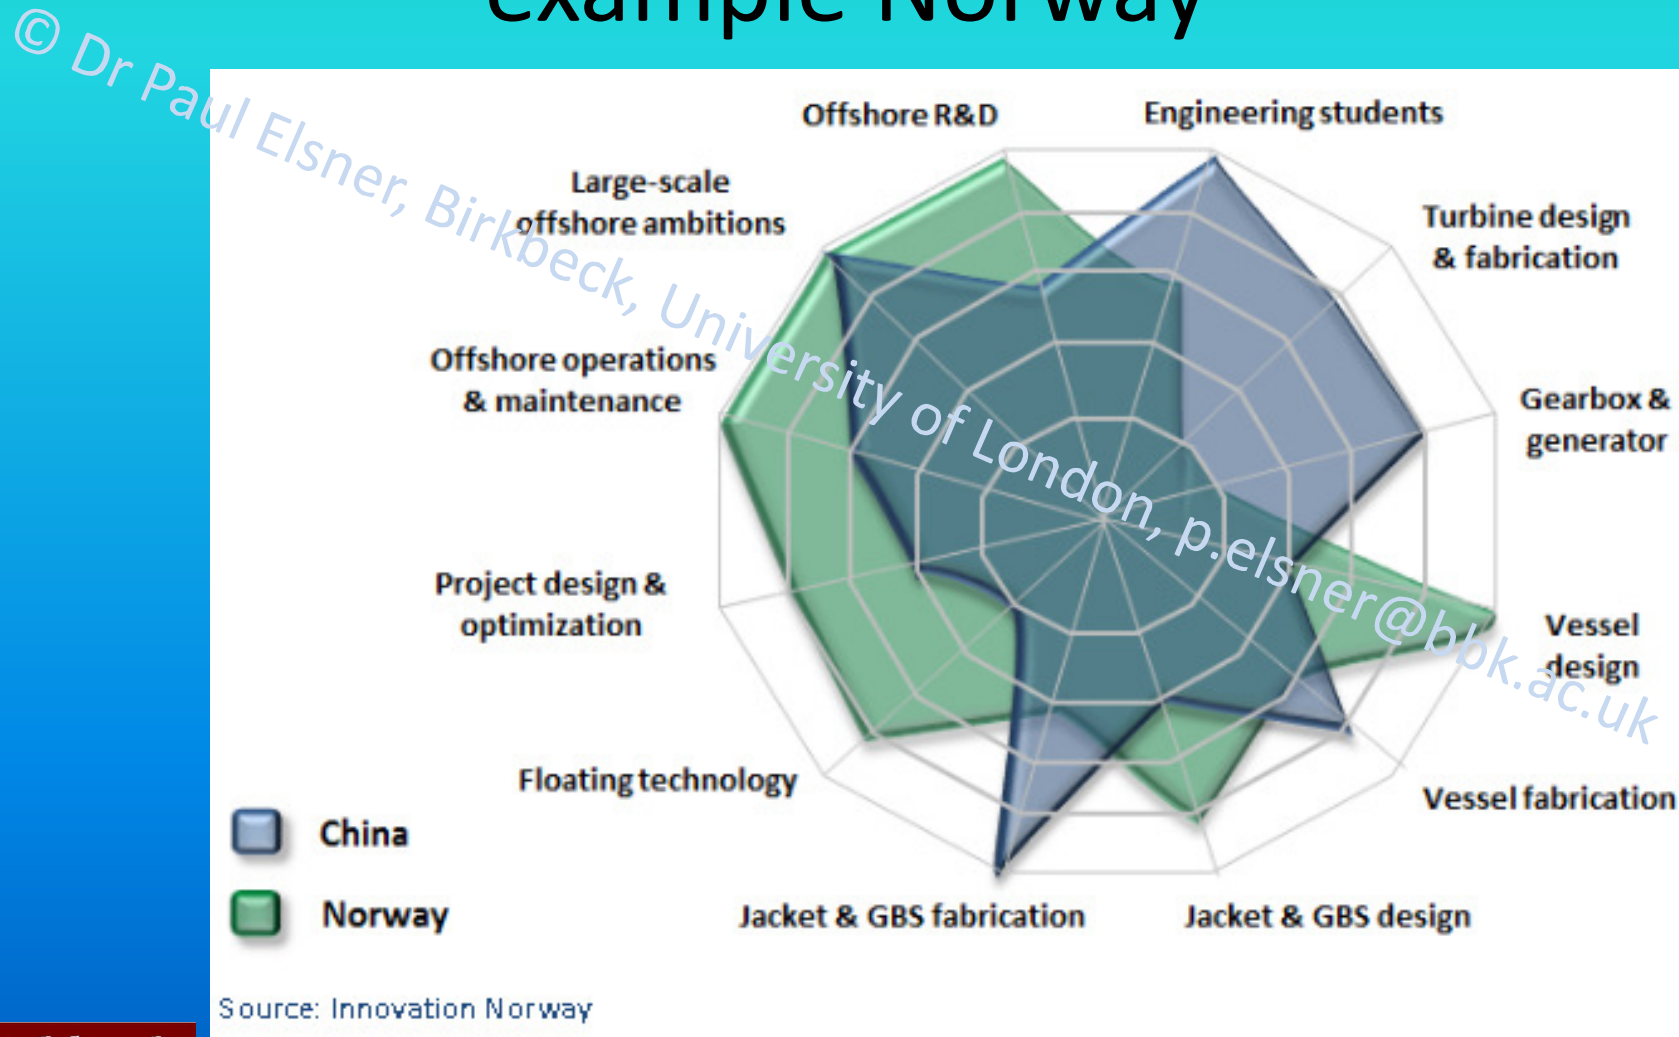 example Norway
© Dr Paul Elsner, Birkbeck, University of London, p.elsner@bbk.ac.uk
Offshore R&D
Engineering students
Large-scale
offshore ambitions
Turbine design
& fabrication
Offshore operations
& maintenance
Gearbox &
generator
Project design &
optimization
Vessel
design
Floating technology
Vessel fabrication
China
Norway
Jacket & GBS fabrication
Jacket & GBS design
Source: Innovation Norway